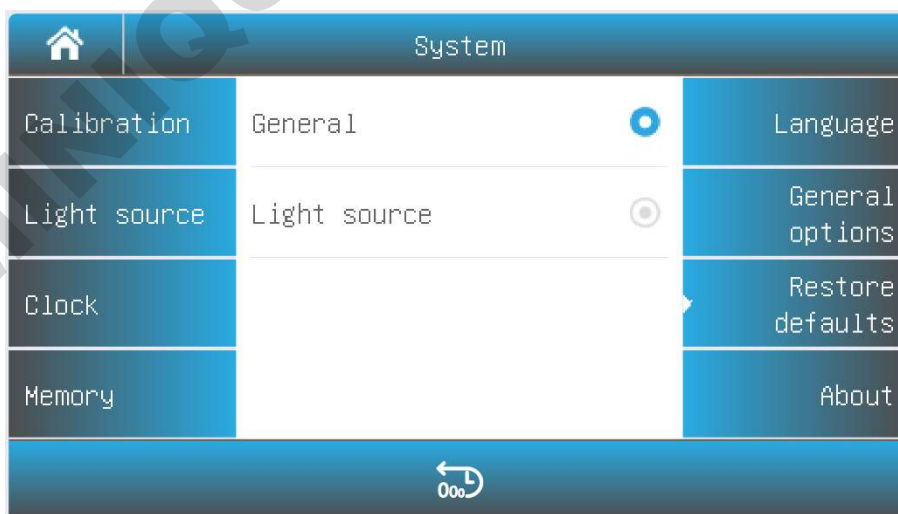 System
Calibration
General
Language
Light source
Light source
General
options
Clock
Restore
defaults
Memory
About